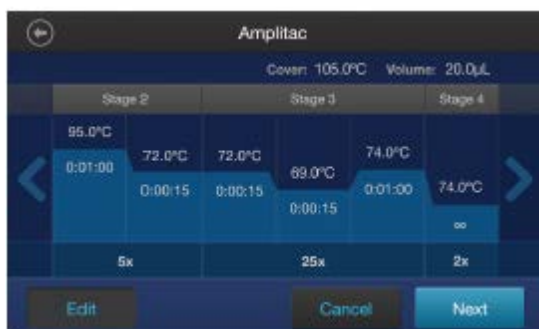 Amplitac
Cover: 105.0°C Volume: 20.0µL
Stage 2 Stage 3 Stage 4
95.0°C 72.0°C 72.0°C 69.0°C 74.0°C 74.0°C
0:01:00 0:00:15 0:00:15 0:00:15 0:01:00 ∞
5x 25x 2x
Edit Cancel Next